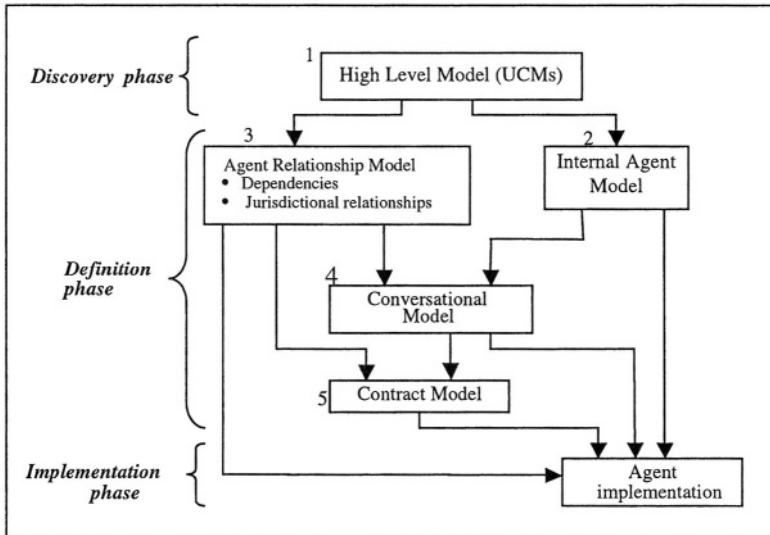 1
High Level Model (UCMs)
Discovery phase
3
2
Agent Relationship Model
• Dependencies
• Jurisdictional relationships
Internal Agent
Model
Definition
phase
4
Conversational
Model
5
Contract Model
Implementation
phase
Agent
implementation